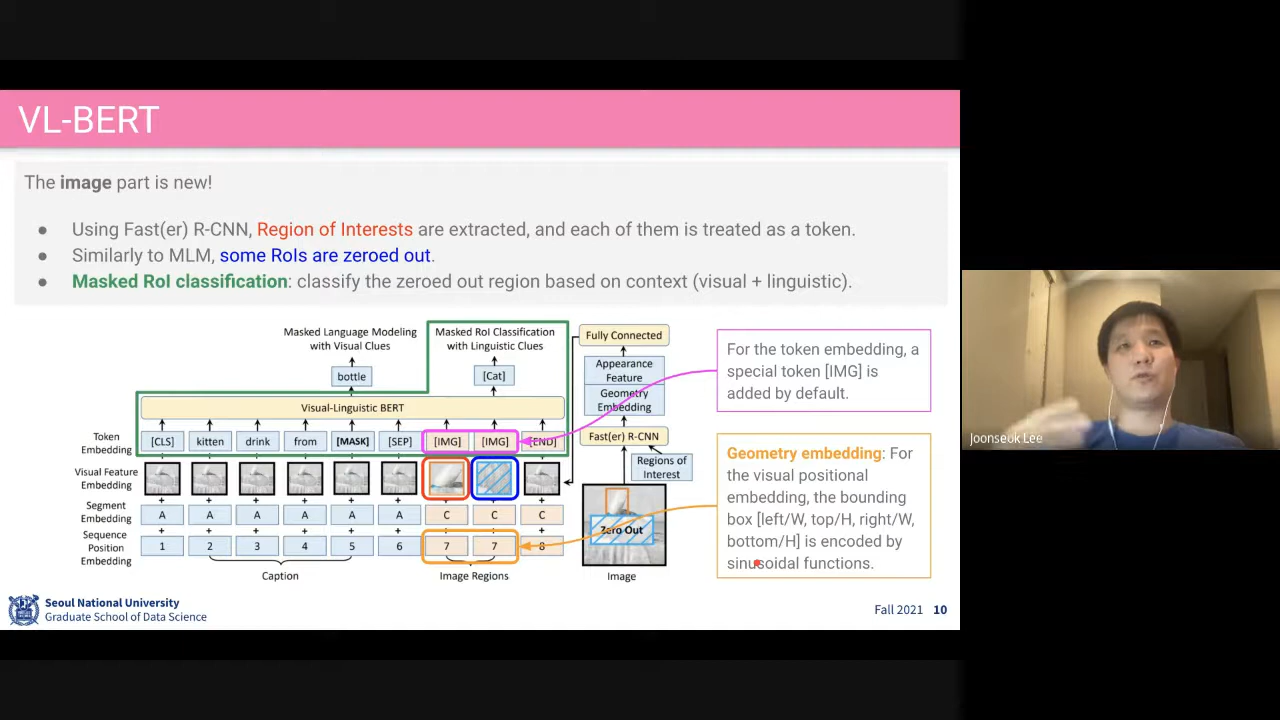 VL-BERT
The image part is new!
● Using Fast(er) R-CNN, Region of Interests are extracted, and each of them is treated as a token.
● Similarly to MLM, some RoIs are zeroed out.
● Masked RoI classification: classify the zeroed out region based on context (visual + linguistic).
Masked Language Modeling
with Visual Clues
Masked RoI Classification
with Linguistic Clues
bottle
[Cat]
Visual-Linguistic BERT
Token
Embedding
[CLS] kitten drink from [MASK] [SEP] [IMG] [IMG] [END]
Visual Feature
Embedding
+ + + + + + + + +
Segment
Embedding
A A A A A A C C C
+ + + + + + + + +
Sequence
Position
Embedding
1 2 3 4 5 6 7 7 8
Caption
Image Regions
Fully Connected
Appearance
Feature
Geometry
Embedding
Fast(er) R-CNN
Regions of
Interest
Zero Out
Image
For the token embedding, a
special token [IMG] is
added by default.
Geometry embedding: For
the visual positional
embedding, the bounding
box [left/W, top/H, right/W,
bottom/H] is encoded by
sinusoidal functions.
Seoul National University
Graduate School of Data Science
Fall 2021 10
Joonseok Lee